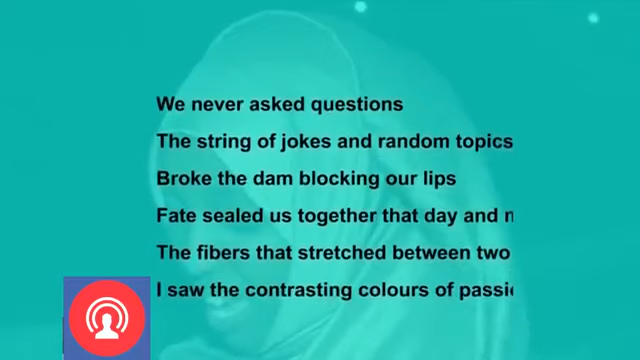 We never asked questions
The string of jokes and random topics
Broke the dam blocking our lips
Fate sealed us together that day and
The fibers that stretched between two
I saw the contrasting colours of